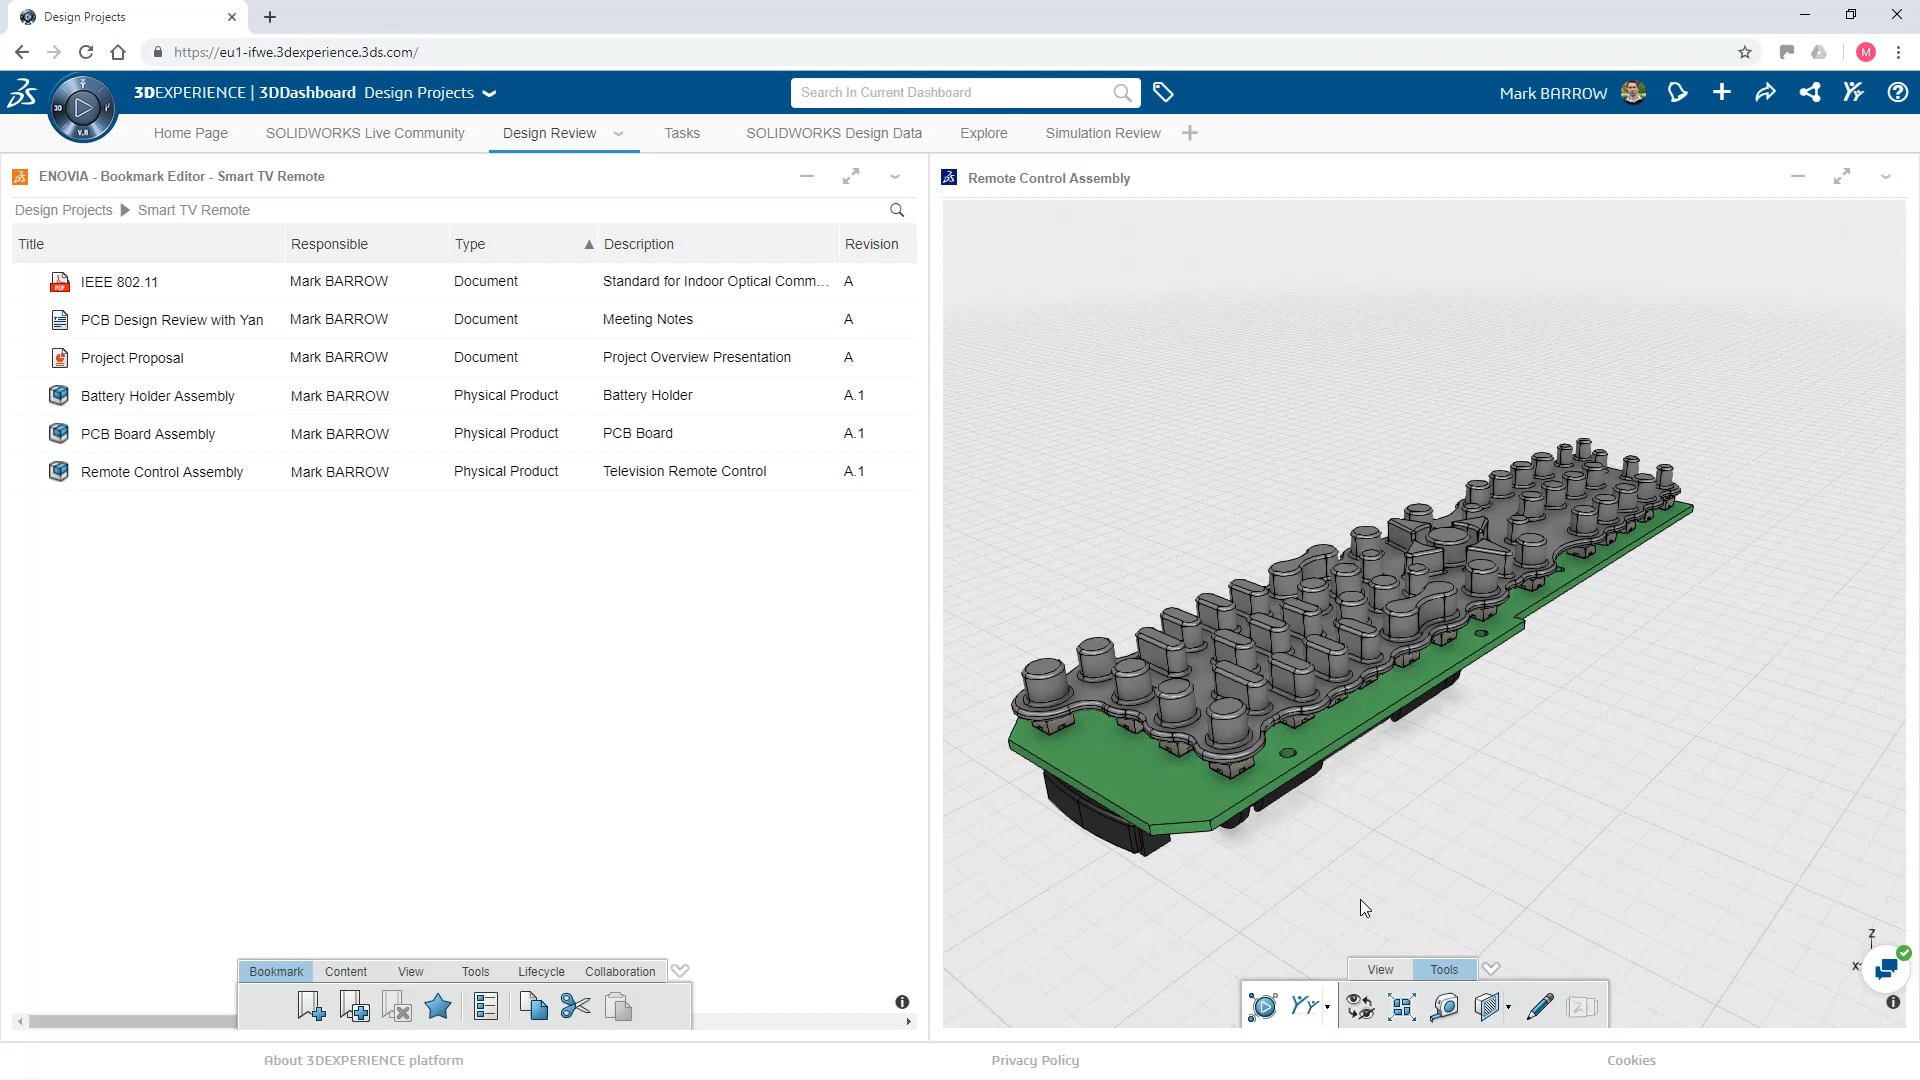 Design Projects
https://eu1-ifwe.3dexperience.3ds.com/
M
3DEXPERIENCE | 3DDashboard Design Projects
Search In Current Dashboard
Mark BARROW
3D
V.R
Home Page
SOLIDWORKS Live Community
Design Review
Tasks
SOLIDWORKS Design Data
Explore
Simulation Review
ENOVIA - Bookmark Editor - Smart TV Remote
Remote Control Assembly
Design Projects Smart TV Remote
Title Responsible Type Description Revision
IEEE 802.11 Mark BARROW Document Standard for Indoor Optical Comm... A
PCB Design Review with Yan Mark BARROW Document Meeting Notes A
Project Proposal Mark BARROW Document Project Overview Presentation A
Battery Holder Assembly Mark BARROW Physical Product Battery Holder A.1
PCB Board Assembly Mark BARROW Physical Product PCB Board A.1
Remote Control Assembly Mark BARROW Physical Product Television Remote Control A.1
Z
X
Bookmark Content View Tools Lifecycle Collaboration
View Tools
About 3DEXPERIENCE platform
Privacy Policy
Cookies